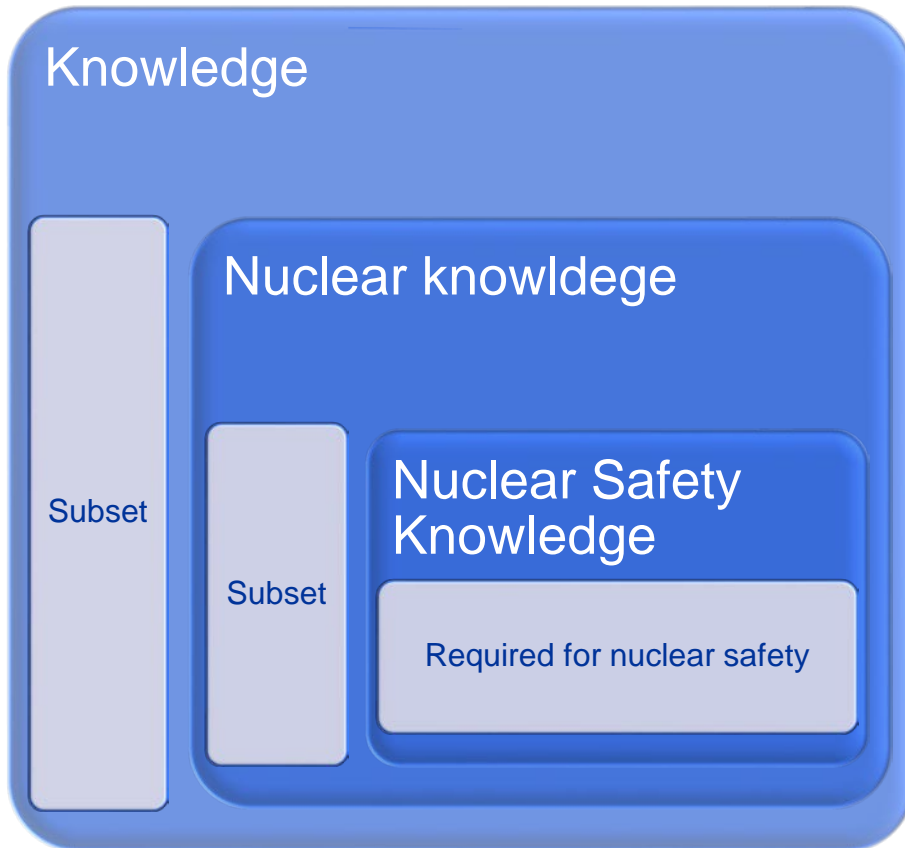 Knowledge
Nuclear knowldege
Subset
Subset
Nuclear Safety
Knowledge
Required for nuclear safety